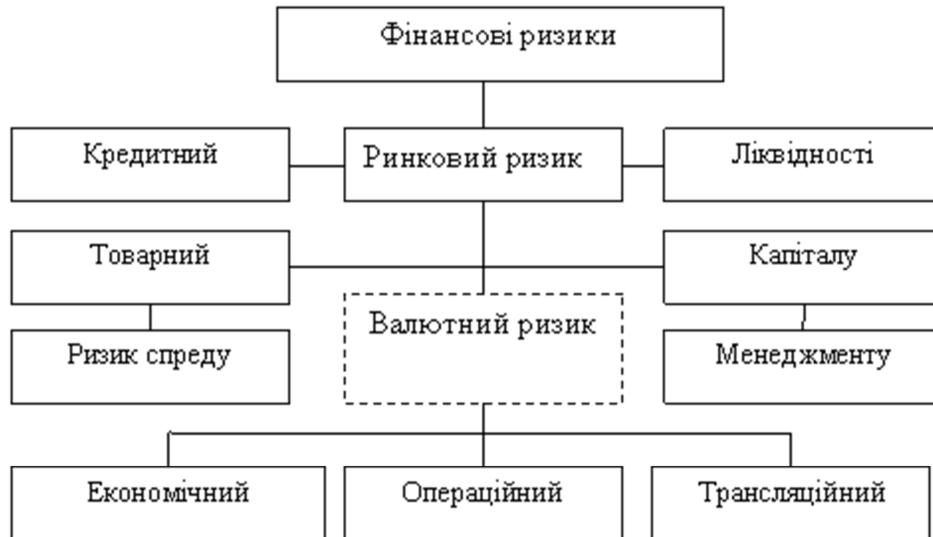 Фінансові ризики
Кредитний
Ринковий ризик
Ліквідності
Товарний
Капіталу
Валютний ризик
Ризик спреду
Менеджменту
Економічний
Операційний
Трансляційний